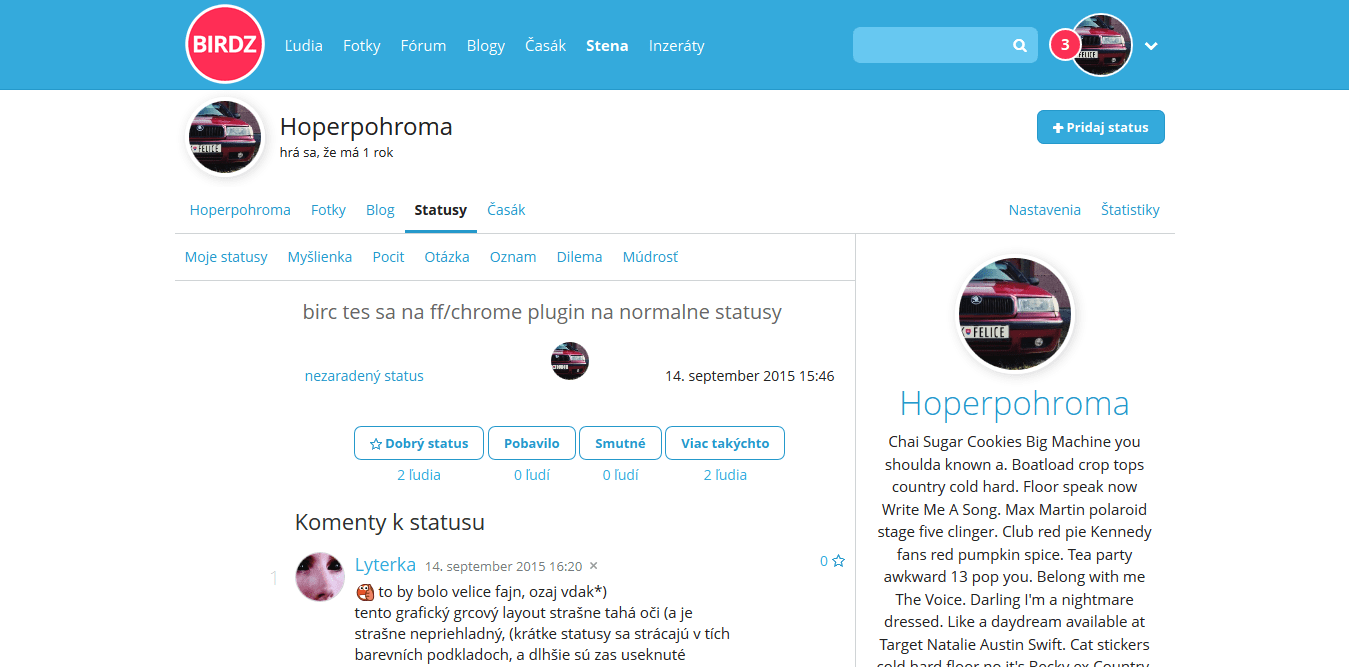 BIRDZ
Ľudia Fotky Fórum Blogy Časák Stena Inzeráty
3
Hoperpohroma
hrá sa, že má 1 rok
Pridaj status
Hoperpohroma Fotky Blog Statusy Časák
Nastavenia Štatistiky
Moje statusy Myšlienka Pocit Otázka Oznam Dilema Múdrosť
birc tes sa na ff/chrome plugin na normalne statusy
nezaradený status
14. september 2015 15:46
Dobrý status Pobavilo Smutné Viac takýchto
2 ľudia 0 ľudí 0 ľudí 2 ľudia
Komenty k statusu
1
Lyterka 14. september 2015 16:20 ×
0
to by bolo velice fajn, ozaj vdak*)
tento grafický grcový layout strašne tahá oči (a je
strašne nepriehladný, (krátke statusy sa strácajú v tích
barevních podkladoch, a dlhšie sú zas useknuté
FELICE
Hoperpohroma
Chai Sugar Cookies Big Machine you
shoulda known a. Boatload crop tops
country cold hard. Floor speak now
Write Me A Song. Max Martin polaroid
stage five clinger. Club red pie Kennedy
fans red pumpkin spice. Tea party
awkward 13 pop you. Belong with me
The Voice. Darling I'm a nightmare
dressed. Like a daydream available at
Target Natalie Austin Swift. Cat stickers
cold hard floor no it's Becky ex Country